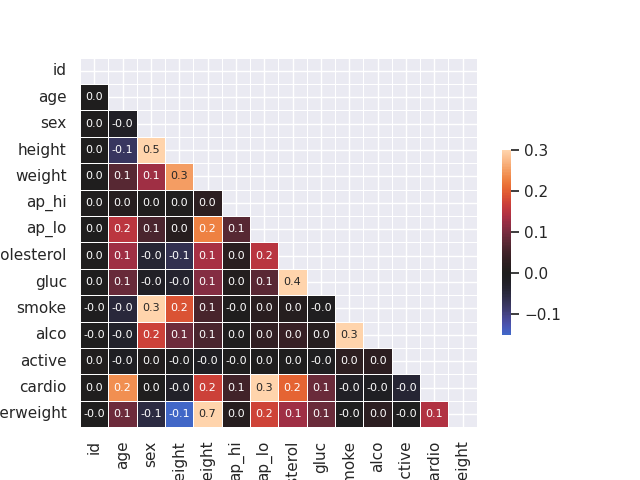 id
age 0.0
sex 0.0 -0.0
height 0.0 -0.1 0.5
weight 0.0 0.1 0.1 0.3
ap_hi 0.0 0.0 0.0 0.0 0.0
ap_lo 0.0 0.2 0.1 0.0 0.2 0.1
olesterol 0.0 0.1 -0.0 -0.1 0.1 0.0 0.2
gluc 0.0 0.1 -0.0 -0.0 0.1 0.0 0.1 0.4
smoke -0.0 -0.0 0.3 0.2 0.1 -0.0 0.0 0.0 -0.0
alco -0.0 -0.0 0.2 0.1 0.1 0.0 0.0 0.0 0.0 0.3
active 0.0 -0.0 0.0 -0.0 -0.0 -0.0 0.0 0.0 -0.0 0.0 0.0
cardio 0.0 0.2 0.0 -0.0 0.2 0.1 0.3 0.2 0.1 -0.0 -0.0 -0.0
erweight -0.0 0.1 -0.1 -0.1 0.7 0.0 0.2 0.1 0.1 -0.0 0.0 -0.0 0.1
id age sex eight eight ap_hi ap_lo sterol gluc moke alco ctive ardio eight
0.3
0.2
0.1
0.0
−0.1